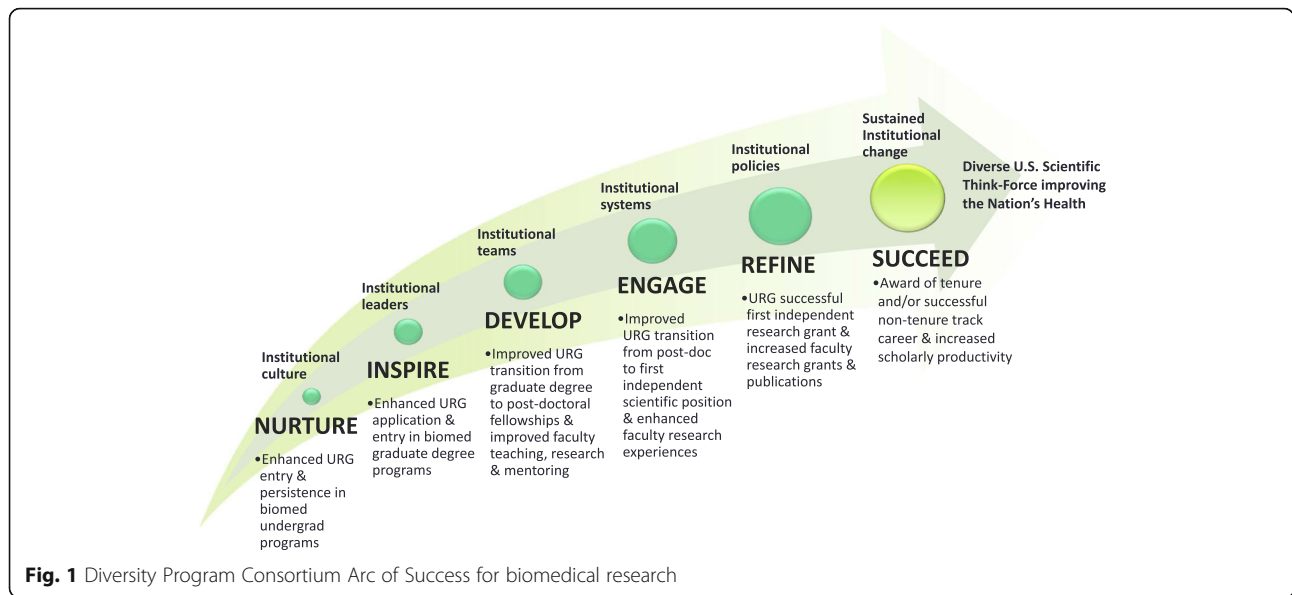 Institutional
culture
NURTURE
•Enhanced URG
entry &
persistence in
biomed
undergrad
programs
Institutional
leaders
INSPIRE
•Enhanced URG
application &
entry in biomed
graduate degree
programs
Institutional
teams
DEVELOP
•Improved URG
transition from
graduate degree
to post-doctoral
fellowships &
improved faculty
teaching, research
& mentoring
Institutional
systems
ENGAGE
•Improved
URG transition
from post-doc
to first
independent
scientific position
& enhanced
faculty research
experiences
Institutional
policies
REFINE
•URG successful
first independent
research grant &
increased faculty
research grants &
publications
Sustained
Institutional
change
SUCCEED
•Award of tenure
and/or successful
non-tenure track
career & increased
scholarly productivity
Diverse U.S. Scientific
Think-Force improving
the Nation's Health
Fig. 1 Diversity Program Consortium Arc of Success for biomedical research